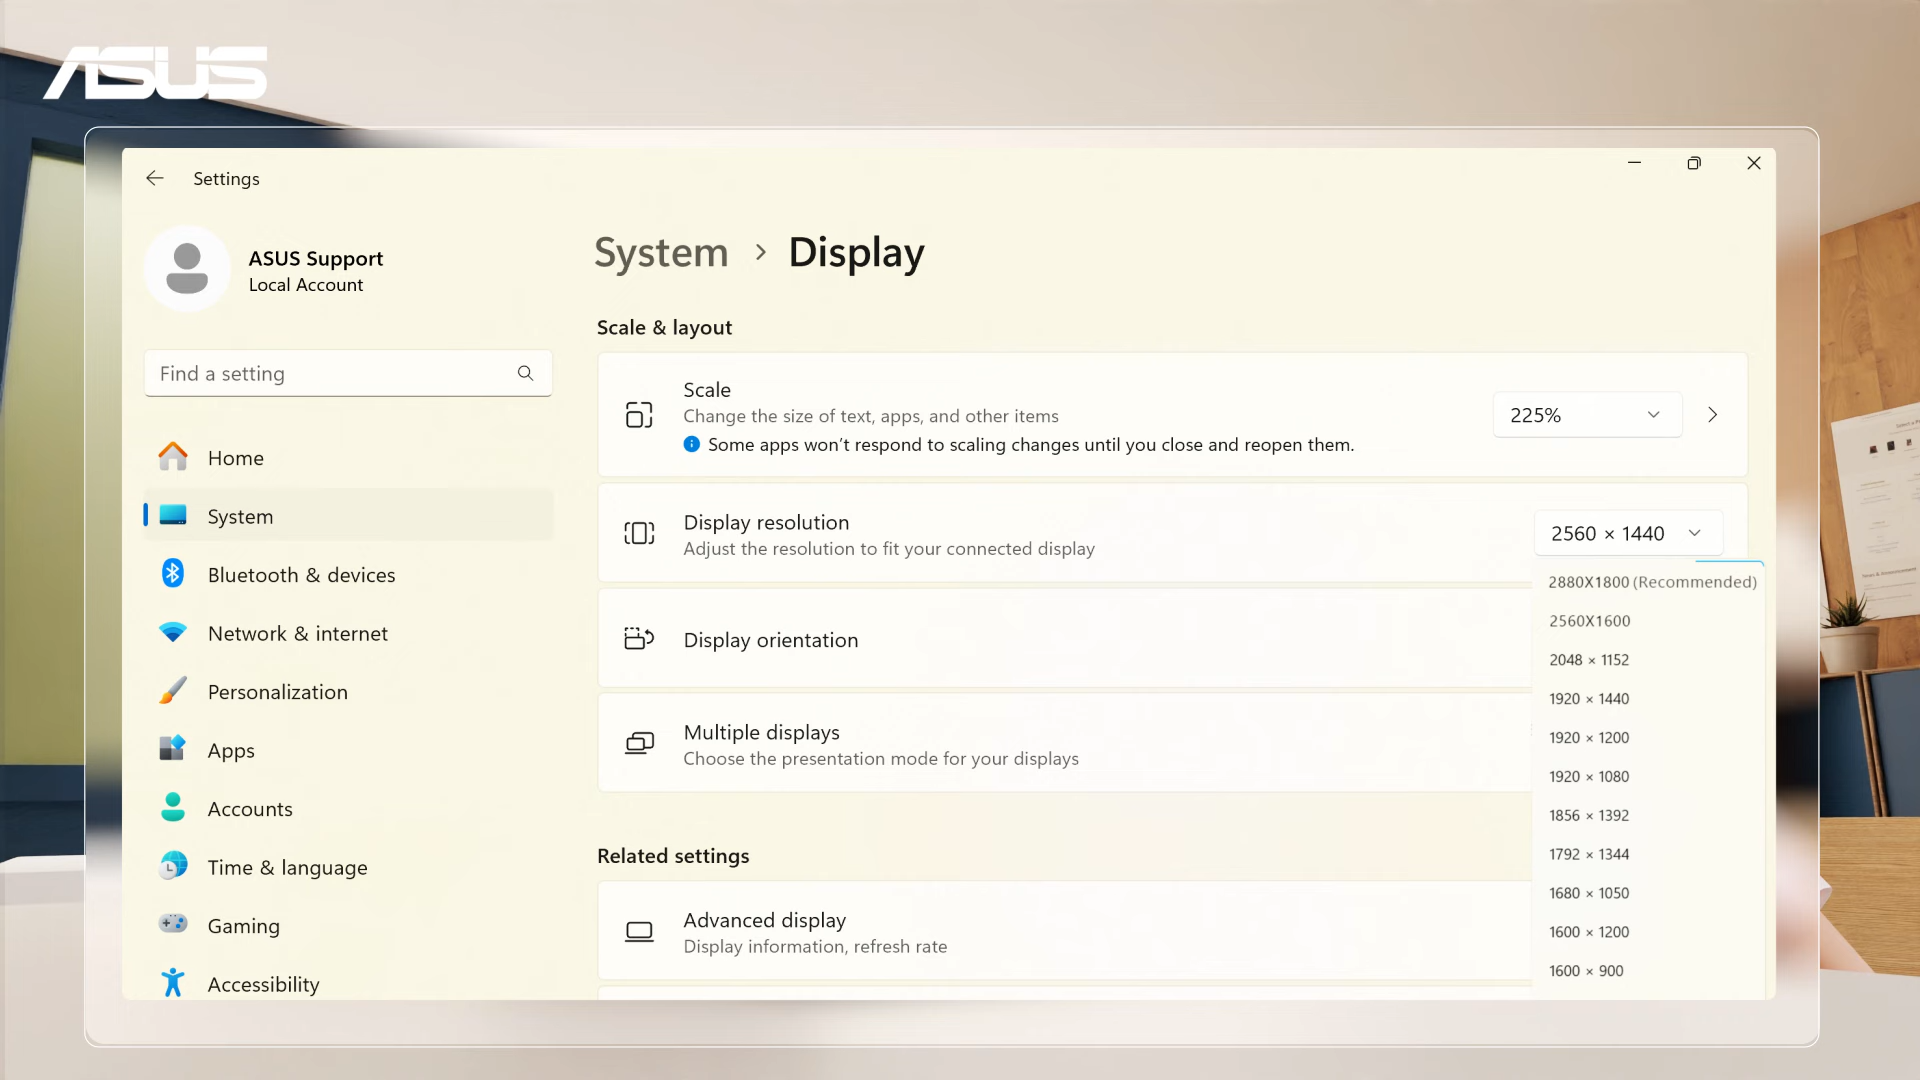 ASUS
Settings
ASUS Support
Local Account
Find a setting
Home
System
Bluetooth & devices
Network & internet
Personalization
Apps
Accounts
Time & language
Gaming
Accessibility
System > Display
Scale & layout
Scale
Change the size of text, apps, and other items
Some apps won’t respond to scaling changes until you close and reopen them.
225%
Display resolution
Adjust the resolution to fit your connected display
2560 × 1440
2880X1800 (Recommended)
2560X1600
2048 × 1152
1920 × 1440
1920 × 1200
1920 × 1080
1856 × 1392
1792 × 1344
1680 × 1050
1600 × 1200
1600 × 900
Display orientation
Multiple displays
Choose the presentation mode for your displays
Related settings
Advanced display
Display information, refresh rate